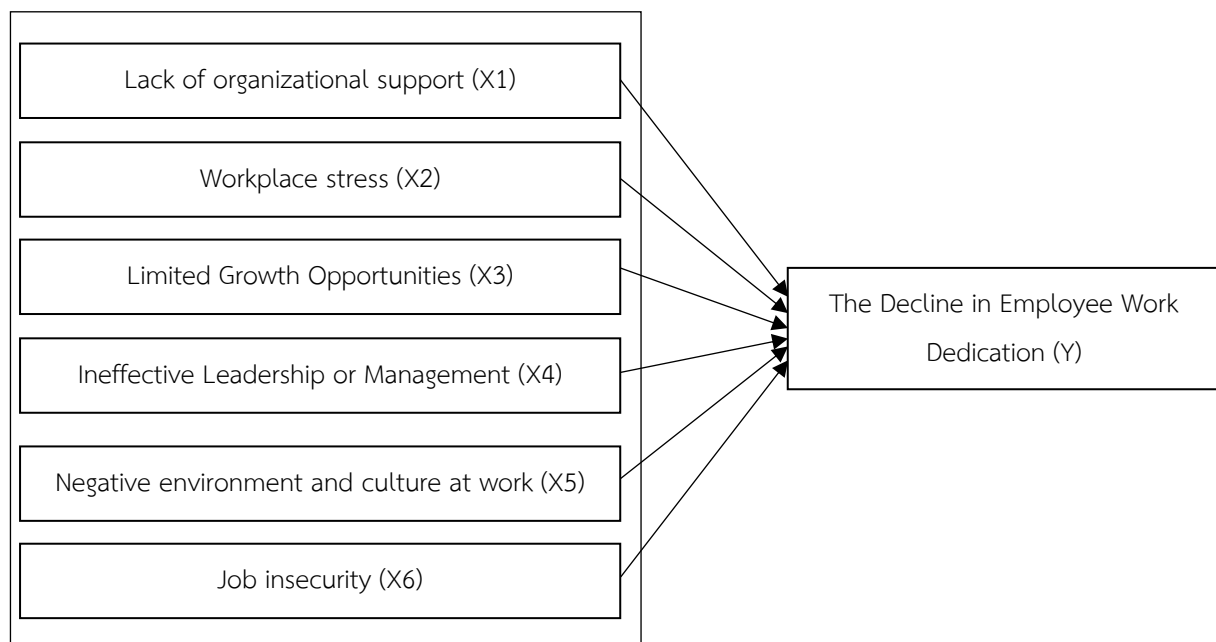 Lack of organizational support (X1)
Workplace stress (X2)
Limited Growth Opportunities (X3)
Ineffective Leadership or Management (X4)
Negative environment and culture at work (X5)
Job insecurity (X6)
The Decline in Employee Work
Dedication (Y)